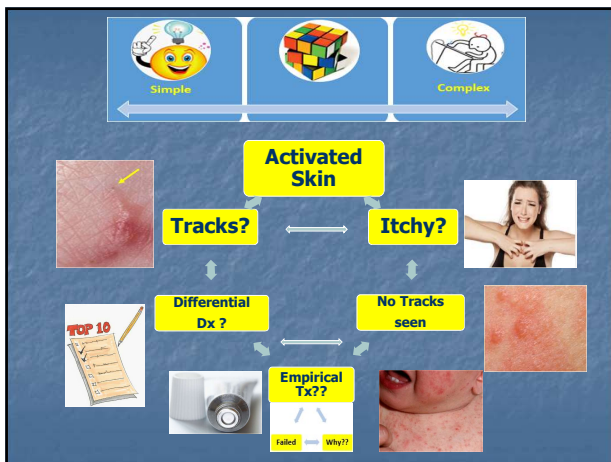 Simple
Complex
Activated
Skin
Tracks?
Itchy?
Differential
Dx ?
No Tracks
seen
TOP 10
Empirical
Tx??
Failed
Why??